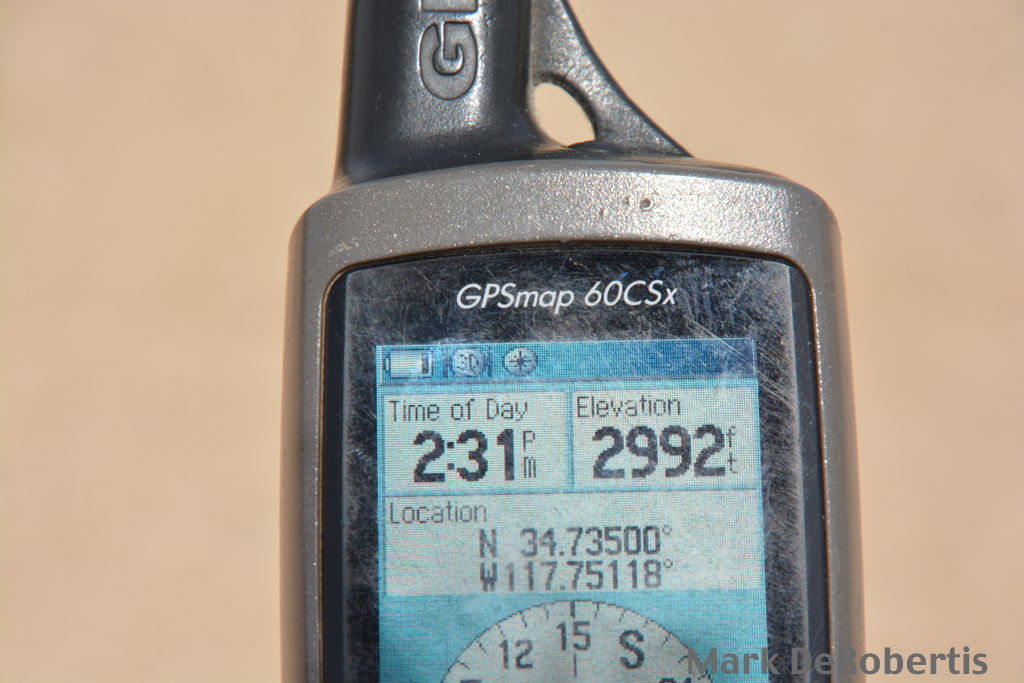 GPSmap 60CSx
3D
Time of Day
2:31 Pm
Elevation
2992 ft
Location
N 34.73500°
W117.75118°
12 15 S
Mark DeRobertis